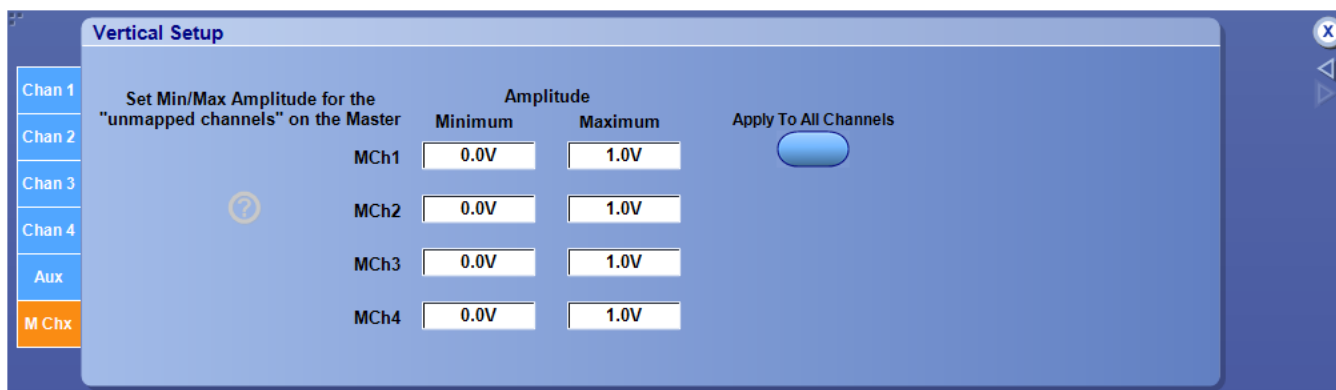 Vertical Setup
X
Chan 1
Chan 2
Chan 3
Chan 4
Aux
M Chx
Set Min/Max Amplitude for the
"unmapped channels" on the Master
?
Amplitude
Minimum Maximum
Apply To All Channels
MCh1 0.0V 1.0V
MCh2 0.0V 1.0V
MCh3 0.0V 1.0V
MCh4 0.0V 1.0V